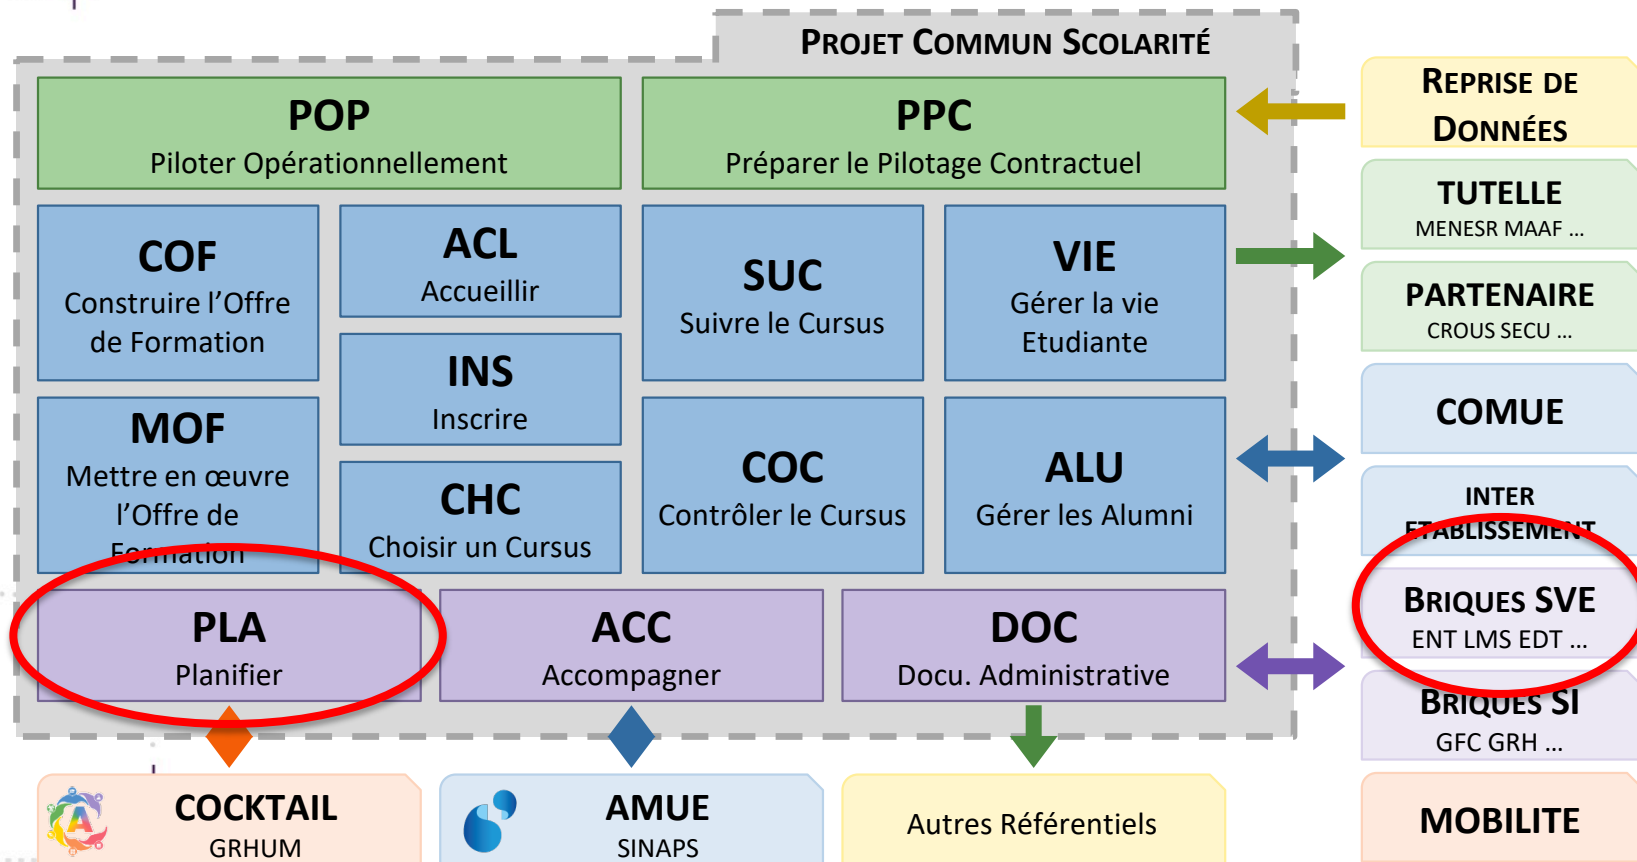 PROJET COMMUN SCOLARITÉ
POP
Piloter Opérationnellement
PPC
Préparer le Pilotage Contractuel
COF
Construire l'Offre
de Formation
ACL
Accueillir
SUC
Suivre le Cursus
VIE
Gérer la vie
Etudiante
INS
Inscrire
MOF
Mettre en œuvre
l'Offre de
Formation
CHC
Choisir un Cursus
COC
Contrôler le Cursus
ALU
Gérer les Alumni
PLA
Planifier
ACC
Accompagner
DOC
Docu. Administrative
REPRISE DE
DONNÉES
TUTELLE
MENESR MAAF ...
PARTENAIRE
CROUS SECU ...
COMUE
INTER
ETABLISSEMENT
BRIQUES SVE
ENT LMS EDT ...
BRIQUES SI
GFC GRH ...
MOBILITE
A
COCKTAIL
GRHUM
AMUE
SINAPS
Autres Référentiels